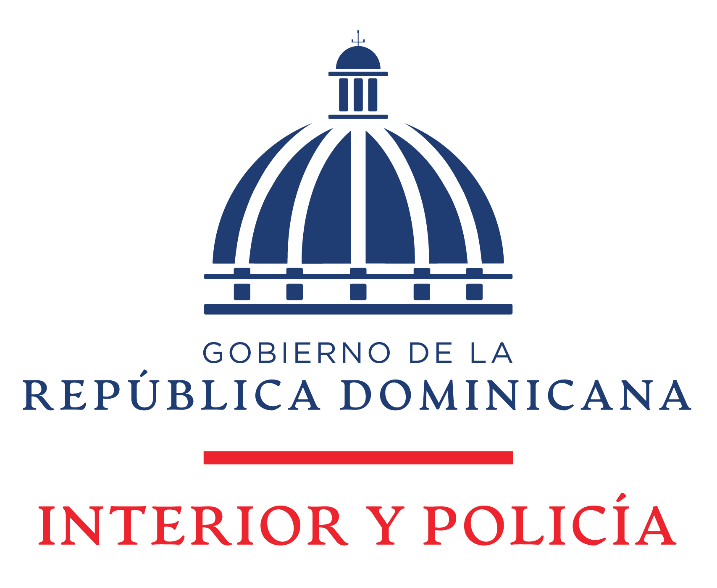 GOBIERNO DE LA
REPÚBLICA DOMINICANA
INTERIOR Y POLICÍA